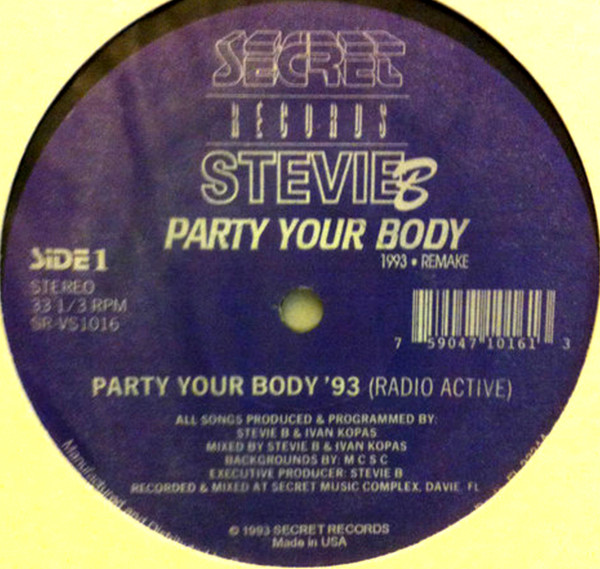 SECRET
RECORDS
STEVIE B
PARTY YOUR BODY
1993 • REMAKE
SIDE 1
STEREO
33 1/3 RPM
SR-VS1016
7 59047 10161 3
PARTY YOUR BODY '93 (RADIO ACTIVE)
ALL SONGS PRODUCED & PROGRAMMED BY:
STEVIE B & IVAN KOPAS
MIXED BY STEVIE B & IVAN KOPAS
BACKGROUNDS BY: M C S C
EXECUTIVE PRODUCER: STEVIE B
RECORDED & MIXED AT SECRET MUSIC COMPLEX, DAVIE, FL
Manufactured and
© 1993 SECRET RECORDS
Made in USA